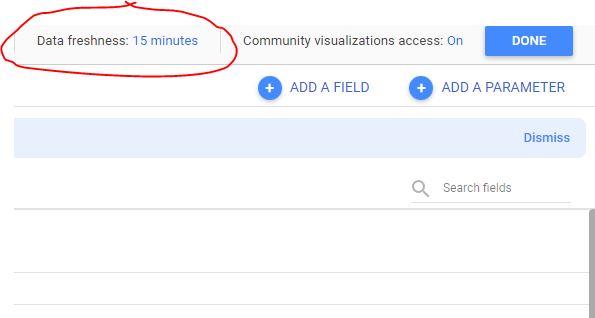 Data freshness: 15 minutes Community visualizations access: On DONE
ADD A FIELD ADD A PARAMETER
Dismiss
Search fields